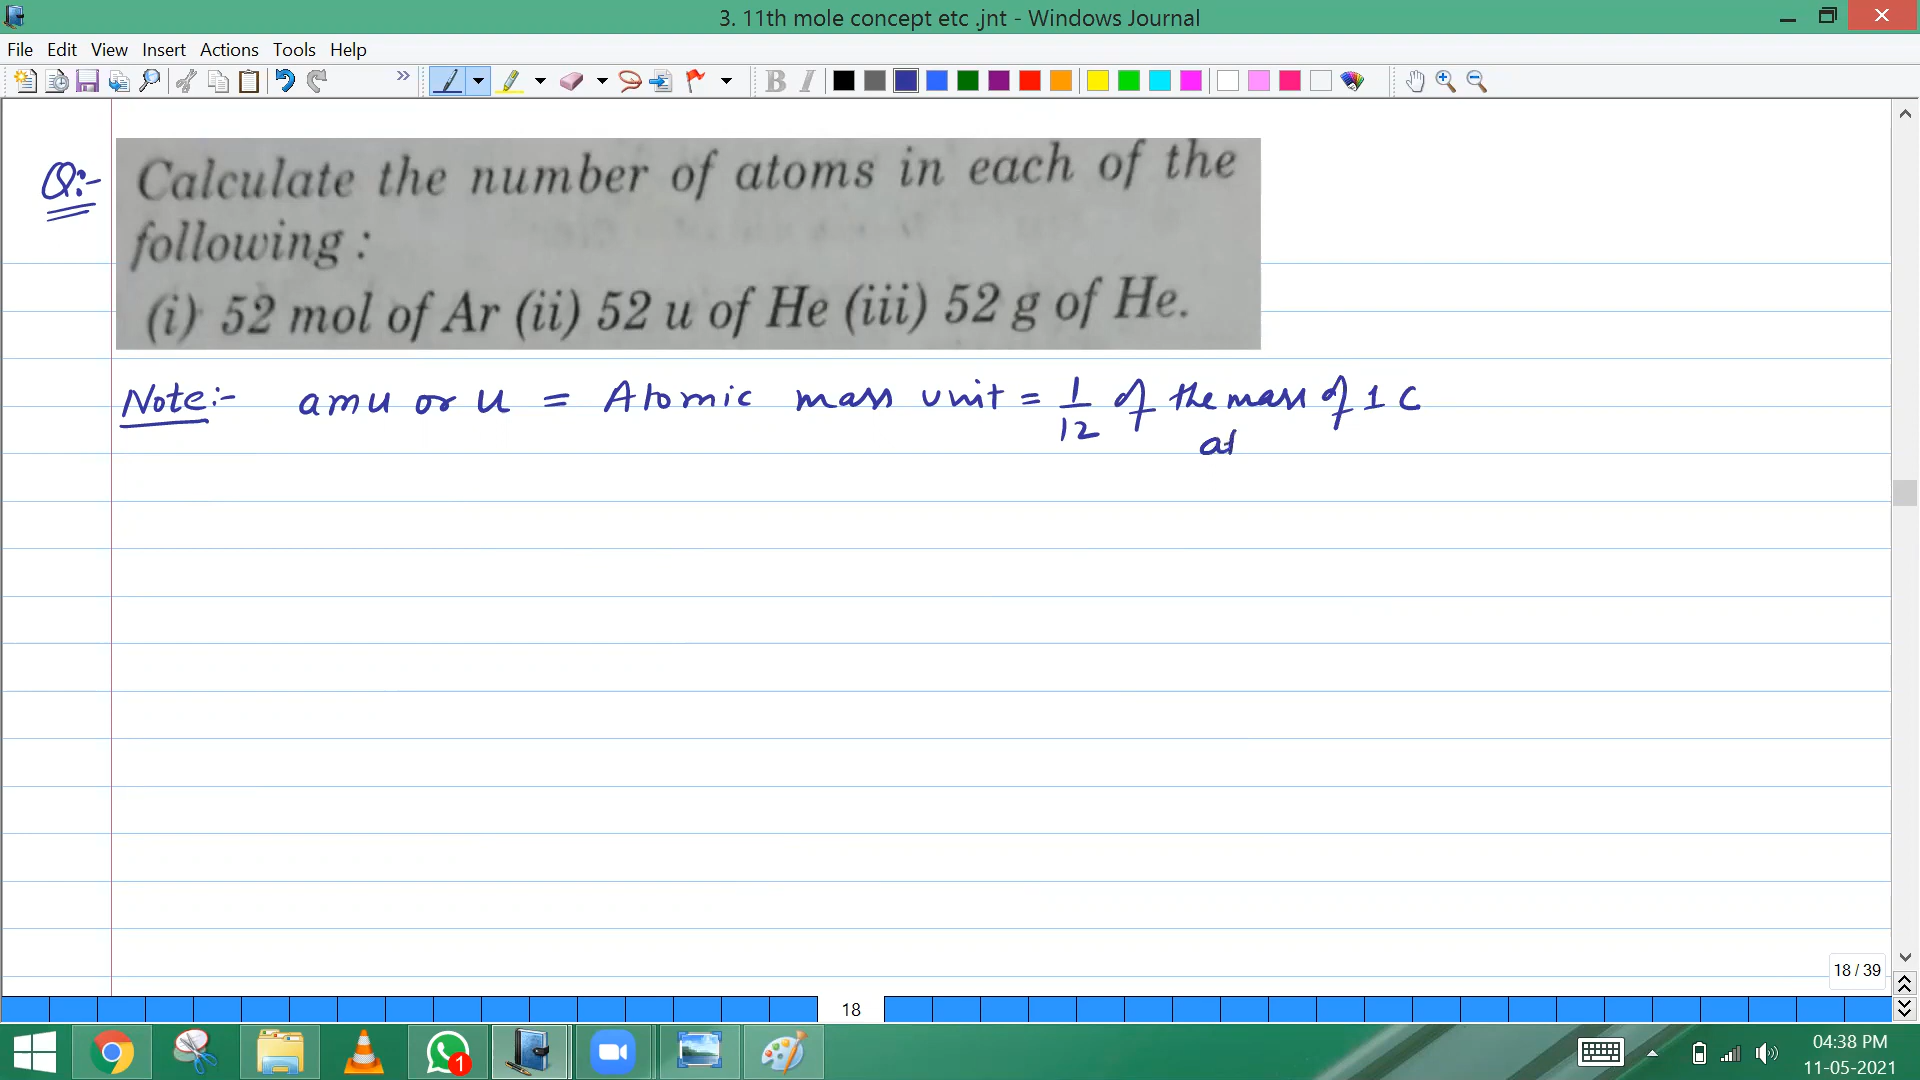 3. 11th mole concept etc .jnt - Windows Journal
File Edit View Insert Actions Tools Help
Q:-
Calculate the number of atoms in each of the
following :
(i) 52 mol of Ar (ii) 52 u of He (iii) 52 g of He.
Note:- amu or u = Atomic mass unit = 1/12 of the mass of 1 C
at
18 / 39
18
1
04:38 PM
11-05-2021